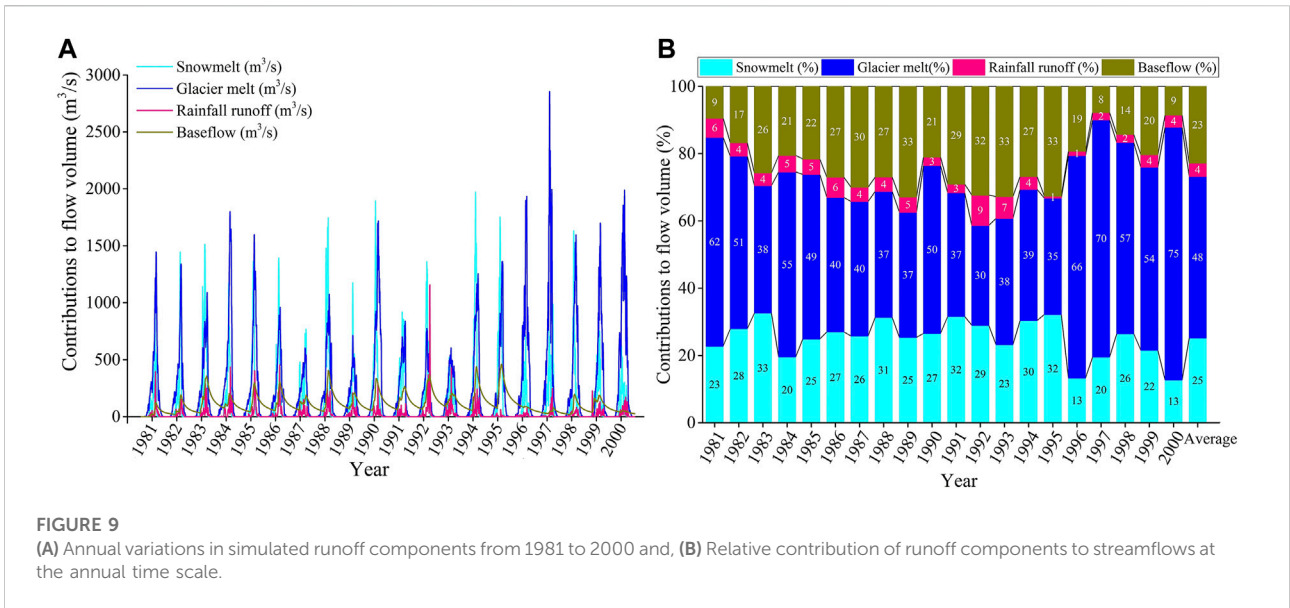 A
Snowmelt (m³/s)
Glacier melt (m³/s)
Rainfall runoff (m³/s)
Baseflow (m³/s)
Contributions to flow volume (m³/s)
3000
2500
2000
1500
1000
500
0
1981 1982 1983 1984 1985 1986 1987 1988 1989 1990 1991 1992 1993 1994 1995 1996 1997 1998 1999 2000
Year
B
Snowmelt (%) Glacier melt(%) Rainfall runoff (%) Baseflow (%)
Contributions to flow volume (%)
100
80
60
40
20
0
9 17 26 21 22 27 30 27 33 21 29 32 33 27 33 19 8 14 20 9 23
6 4 4 5 5 6 4 4 5 3 3 9 7 4 1 1 2 2 4 4 4
62 51 38 55 49 40 40 37 37 50 37 30 38 39 35 66 70 57 54 75 48
23 28 33 20 25 27 26 31 25 27 32 29 23 30 32 13 20 26 22 13 25
1981 1982 1983 1984 1985 1986 1987 1988 1989 1990 1991 1992 1993 1994 1995 1996 1997 1998 1999 2000 Average
Year
FIGURE 9
(A) Annual variations in simulated runoff components from 1981 to 2000 and, (B) Relative contribution of runoff components to streamflows at
the annual time scale.